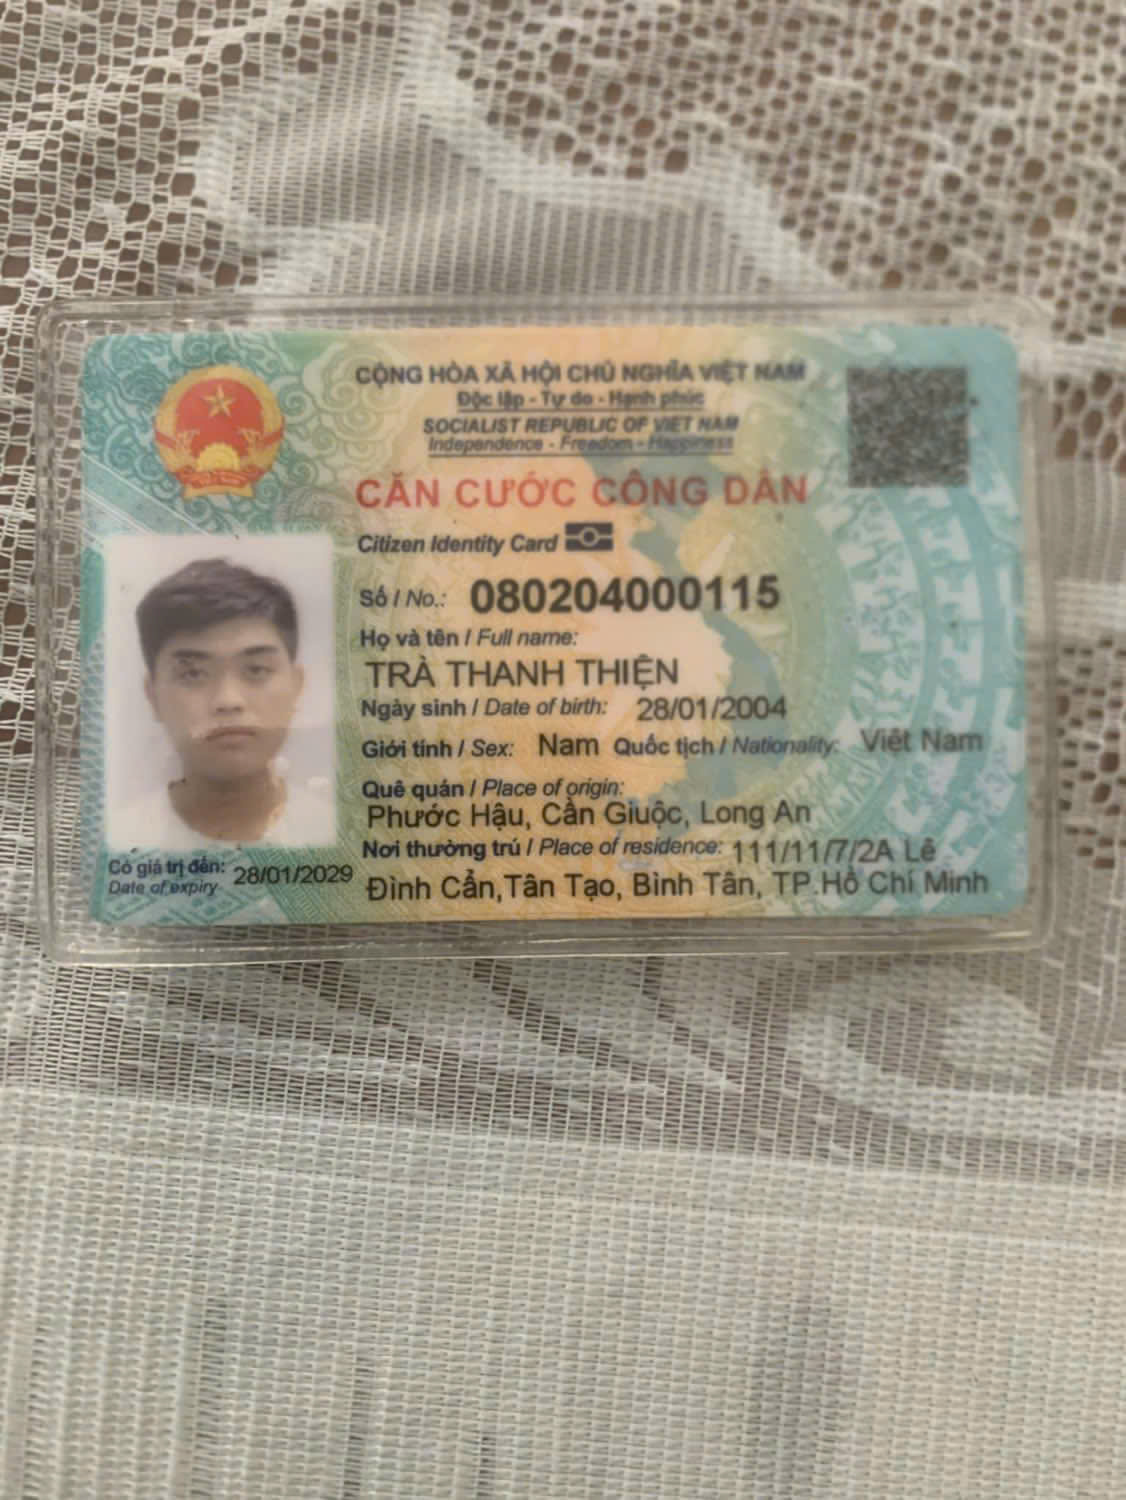 CỘNG HÒA XÃ HỘI CHỦ NGHĨA VIỆT NAM
Độc lập - Tự do - Hạnh phúc
SOCIALIST REPUBLIC OF VIET NAM
Independence - Freedom - Happiness
CĂN CƯỚC CÔNG DÂN
Citizen Identity Card
Số / No.: 080204000115
Họ và tên / Full name:
TRÀ THANH THIỆN
Ngày sinh / Date of birth: 28/01/2004
Giới tính / Sex: Nam Quốc tịch / Nationality: Việt Nam
Quê quán / Place of origin:
Phước Hậu, Cần Giuộc, Long An
Nơi thường trú / Place of residence: 111/11/7/2A Lê
Đình Cẩn,Tân Tạo, Bình Tân, TP.Hồ Chí Minh
Có giá trị đến: 28/01/2029
Date of expiry